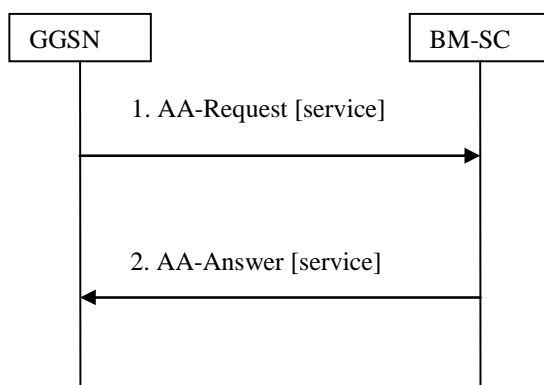 GGSN
BM-SC
1. AA-Request [service]
2. AA-Answer [service]